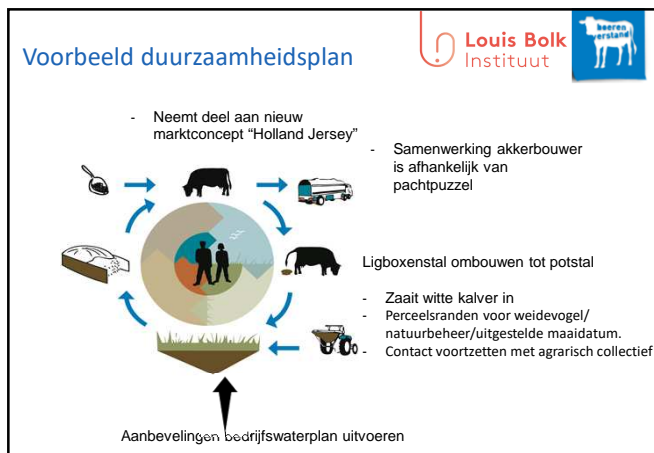 Voorbeeld duurzaamheidsplan
Louis Bolk
Instituut
boeren
verstand
- Neemt deel aan nieuw
marktconcept “Holland Jersey”
- Samenwerking akkerbouwer
is afhankelijk van
pachtpuzzel
Ligboxenstal ombouwen tot potstal
- Zaait witte kalver in
- Perceelsranden voor weidevogel/
natuurbeheer/uitgestelde maaidatum.
- Contact voortzetten met agrarisch collectief
Aanbevelingen bedrijfswaterplan uitvoeren